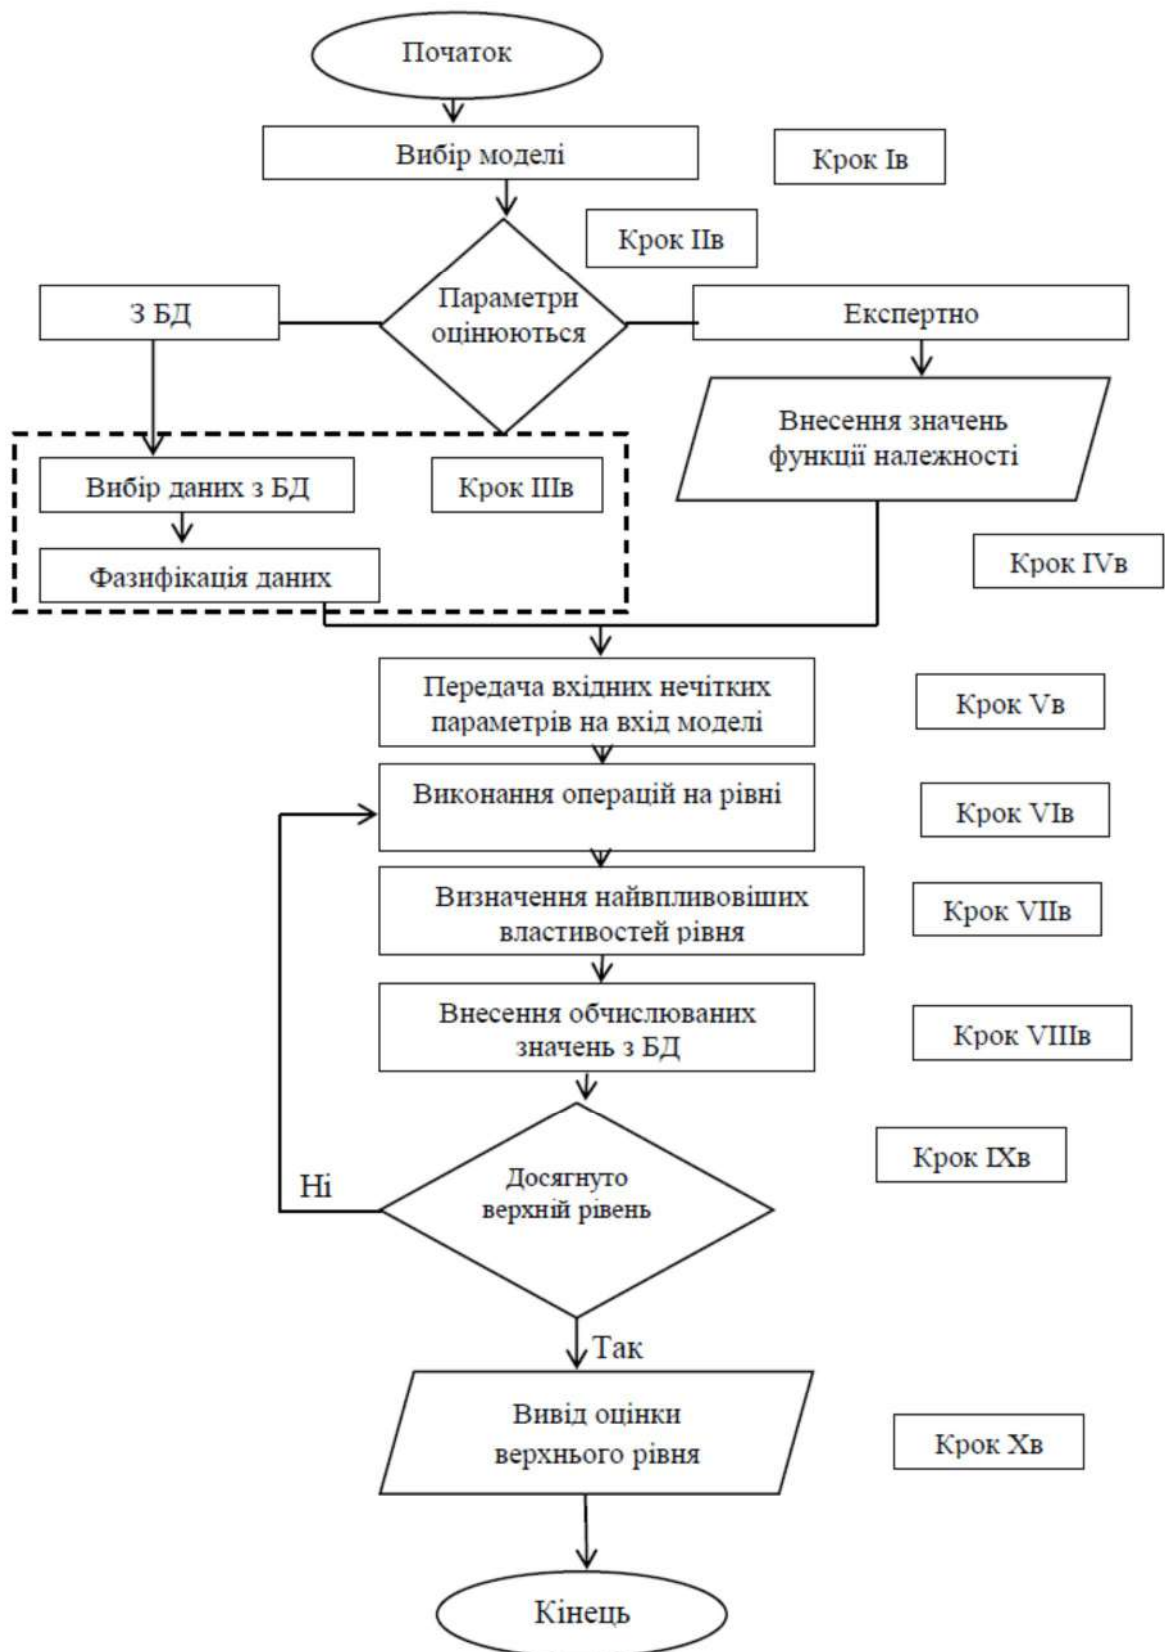 Початок
Вибір моделі
Крок Ів
Крок ІІв
Параметри
оцінюються
З БД
Експертно
Внесення значень
функції належності
Вибір даних з БД
Крок ІІІв
Фазифікація даних
Крок IVв
Передача вхідних нечітких
параметрів на вхід моделі
Крок Vв
Виконання операцій на рівні
Крок VIв
Визначення найвпливовіших
властивостей рівня
Крок VIIв
Внесення обчислюваних
значень з БД
Крок VIIIв
Крок IXв
Досягнуто
верхній рівень
Ні
Так
Вивід оцінки
верхнього рівня
Крок Xв
Кінець